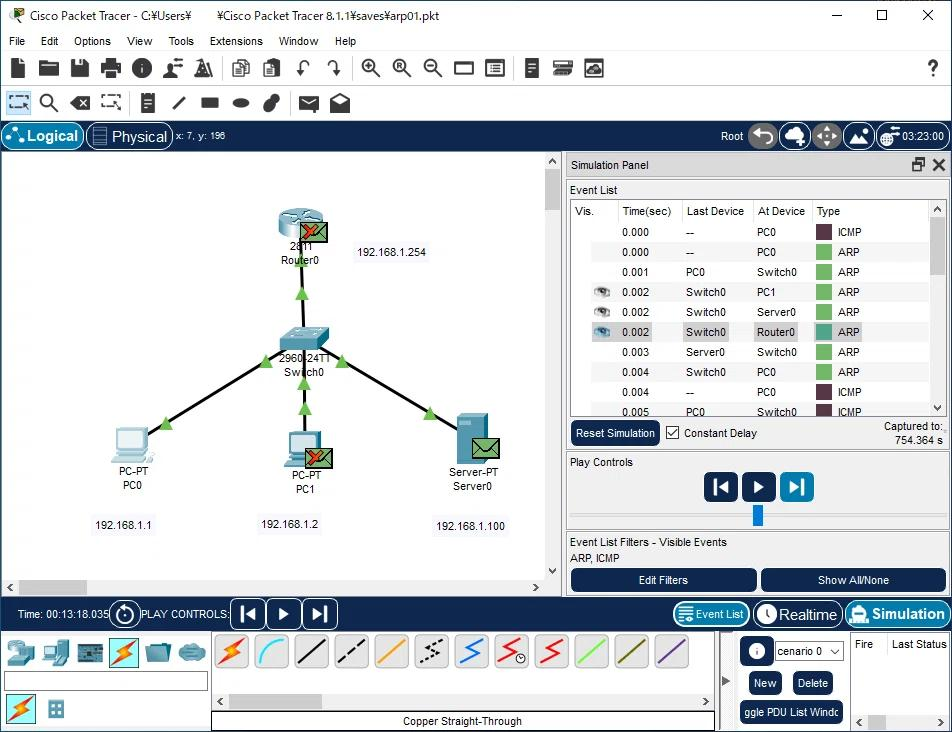 Cisco Packet Tracer - C:¥Users¥ ¥Cisco Packet Tracer 8.1.1¥saves¥arp01.pkt
File Edit Options View Tools Extensions Window Help
Logical Physical x: 7, y: 196 Root 03:23:00
Simulation Panel
Event List
Vis. Time(sec) Last Device At Device Type
0.000 -- PC0 ICMP
0.000 -- PC0 ARP
0.001 PC0 Switch0 ARP
0.002 Switch0 PC1 ARP
0.002 Switch0 Server0 ARP
0.002 Switch0 Router0 ARP
0.003 Server0 Switch0 ARP
0.004 Switch0 PC0 ARP
0.004 -- PC0 ICMP
0.005 PC0 Switch0 ICMP
Reset Simulation Constant Delay Captured to:
754.364 s
Play Controls
Event List Filters - Visible Events
ARP, ICMP
Edit Filters Show All/None
2811
Router0
192.168.1.254
2960-24TT
Switch0
PC-PT
PC0
PC-PT
PC1
Server-PT
Server0
192.168.1.1
192.168.1.2
192.168.1.100
Time: 00:13:18.035 PLAY CONTROLS: Event List Realtime Simulation
cenario 0
New Delete
ggle PDU List Windo
Fire Last Status
Copper Straight-Through